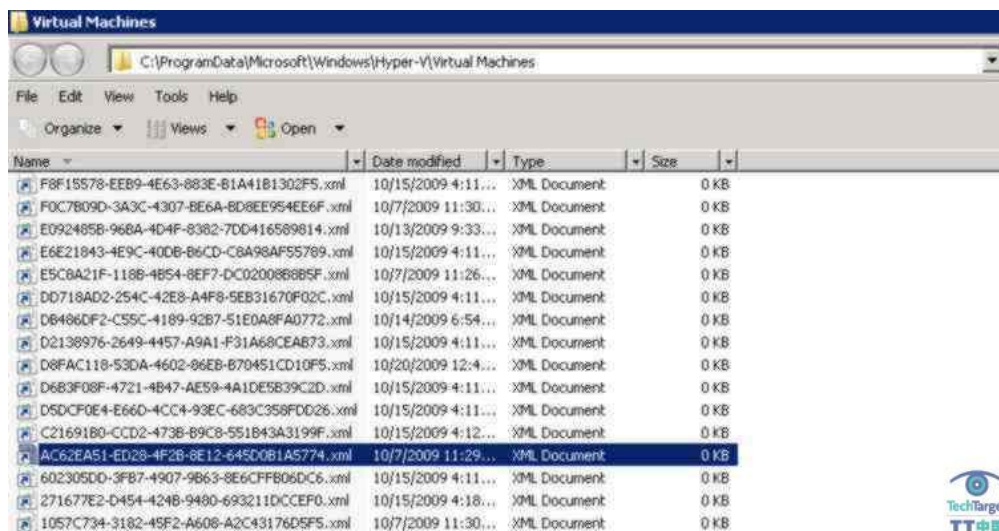 Virtual Machines
C:\ProgramData\Microsoft\Windows\Hyper-V\Virtual Machines
File Edit View Tools Help
Organize Views Open
Name Date modified Type Size
F8F15578-EEB9-4E63-883E-B1A41B1302F5.xml 10/15/2009 4:11... XML Document 0 KB
F0C7B09D-3A3C-4307-BE6A-BD8EE954EE6F.xml 10/7/2009 11:30... XML Document 0 KB
E092485B-968A-4D4F-8382-7DD416589814.xml 10/13/2009 9:33... XML Document 0 KB
E6E21843-4E9C-40DB-B6CD-C8A98AF55789.xml 10/15/2009 4:11... XML Document 0 KB
E5C8A21F-118B-4B54-8EF7-DC02008B8B5F.xml 10/7/2009 11:26... XML Document 0 KB
DD718AD2-254C-42E8-A4F8-5EB31670F02C.xml 10/15/2009 4:11... XML Document 0 KB
DB486DF2-C55C-4189-92B7-51E0A8FA0772.xml 10/14/2009 6:54... XML Document 0 KB
D2138976-2649-4457-A9A1-F31A68CEAB73.xml 10/15/2009 4:11... XML Document 0 KB
D8FAC118-53DA-4602-86EB-B70451CD10F5.xml 10/20/2009 12:4... XML Document 0 KB
D6B3F08F-4721-4B47-AE59-4A1DE5B39C2D.xml 10/15/2009 4:11... XML Document 0 KB
D5DCF0E4-E66D-4CC4-93EC-683C358FDD26.xml 10/15/2009 4:11... XML Document 0 KB
C21691B0-CCD2-473B-B9C8-551B43A3199F.xml 10/15/2009 4:12... XML Document 0 KB
AC62EA51-ED28-4F2B-8E12-645D0B1A5774.xml 10/7/2009 11:29... XML Document 0 KB
602305DD-3FB7-4907-9B63-8E6CFFB06DC6.xml 10/15/2009 4:11... XML Document 0 KB
271677E2-D454-424B-9480-693211DCCEF0.xml 10/15/2009 4:18... XML Document 0 KB
1057C734-3182-45F2-A608-A2C43176D5F5.xml 10/7/2009 11:30... XML Document 0 KB
TechTarge